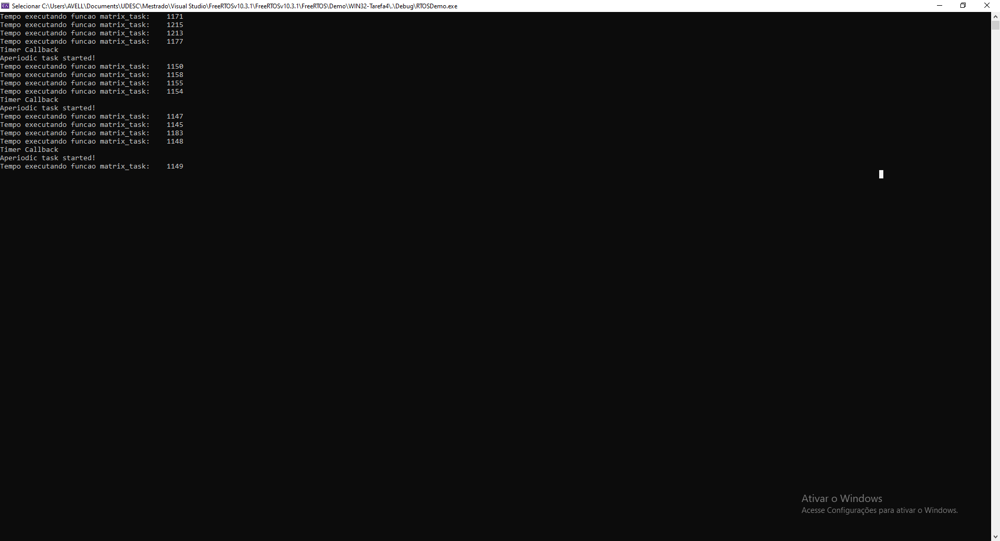 Selecionar C:\Users\AVELL\Documents\UDESC\Mestrado\Visual Studio\FreeRTOSv10.3.1\FreeRTOSv10.3.1\FreeRTOS\Demo\WIN32-Tarefa4\.\Debug\RTOSDemo.exe
Tempo executando funcao matrix_task:    1171
Tempo executando funcao matrix_task:    1215
Tempo executando funcao matrix_task:    1213
Tempo executando funcao matrix_task:    1177
Timer Callback
Aperiodic task started!
Tempo executando funcao matrix_task:    1150
Tempo executando funcao matrix_task:    1158
Tempo executando funcao matrix_task:    1155
Tempo executando funcao matrix_task:    1154
Timer Callback
Aperiodic task started!
Tempo executando funcao matrix_task:    1147
Tempo executando funcao matrix_task:    1145
Tempo executando funcao matrix_task:    1183
Tempo executando funcao matrix_task:    1148
Timer Callback
Aperiodic task started!
Tempo executando funcao matrix_task:    1149
Ativar o Windows
Acesse Configurações para ativar o Windows.